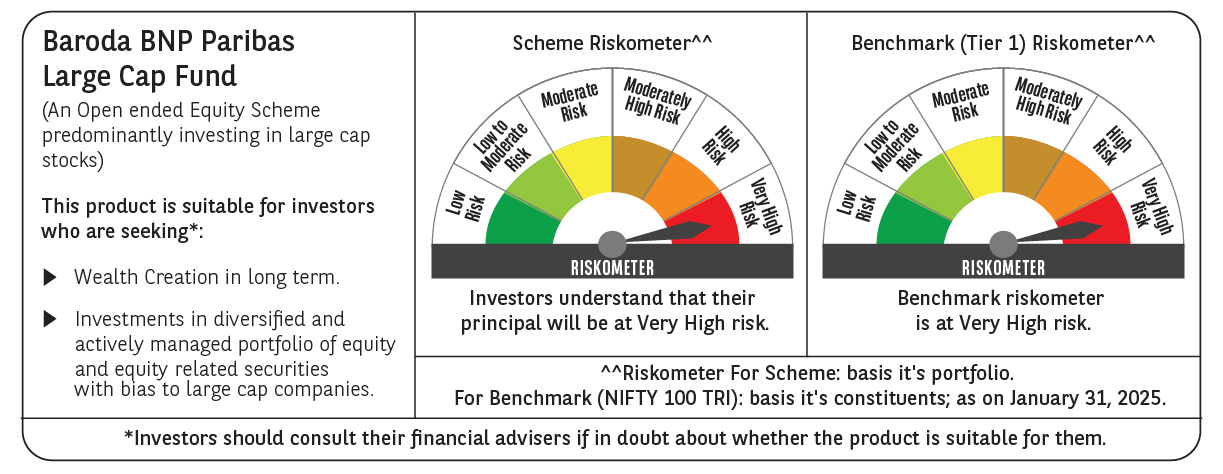 Baroda BNP Paribas
Large Cap Fund
(An Open ended Equity Scheme
predominantly investing in large cap
stocks)
This product is suitable for investors
who are seeking*:
Wealth Creation in long term.
Investments in diversified and
actively managed portfolio of equity
and equity related securities
with bias to large cap companies.
Scheme Riskometer^^
Low
Risk
Low to
Moderate
Risk
Moderate
Risk
Moderately
High Risk
High
Risk
Very High
Risk
RISKOMETER
Investors understand that their
principal will be at Very High risk.
Benchmark (Tier 1) Riskometer^^
Low
Risk
Low to
Moderate
Risk
Moderate
Risk
Moderately
High Risk
High
Risk
Very High
Risk
RISKOMETER
Benchmark riskometer
is at Very High risk.
^^Riskometer For Scheme: basis it's portfolio.
For Benchmark (NIFTY 100 TRI): basis it's constituents; as on January 31, 2025.
*Investors should consult their financial advisers if in doubt about whether the product is suitable for them.